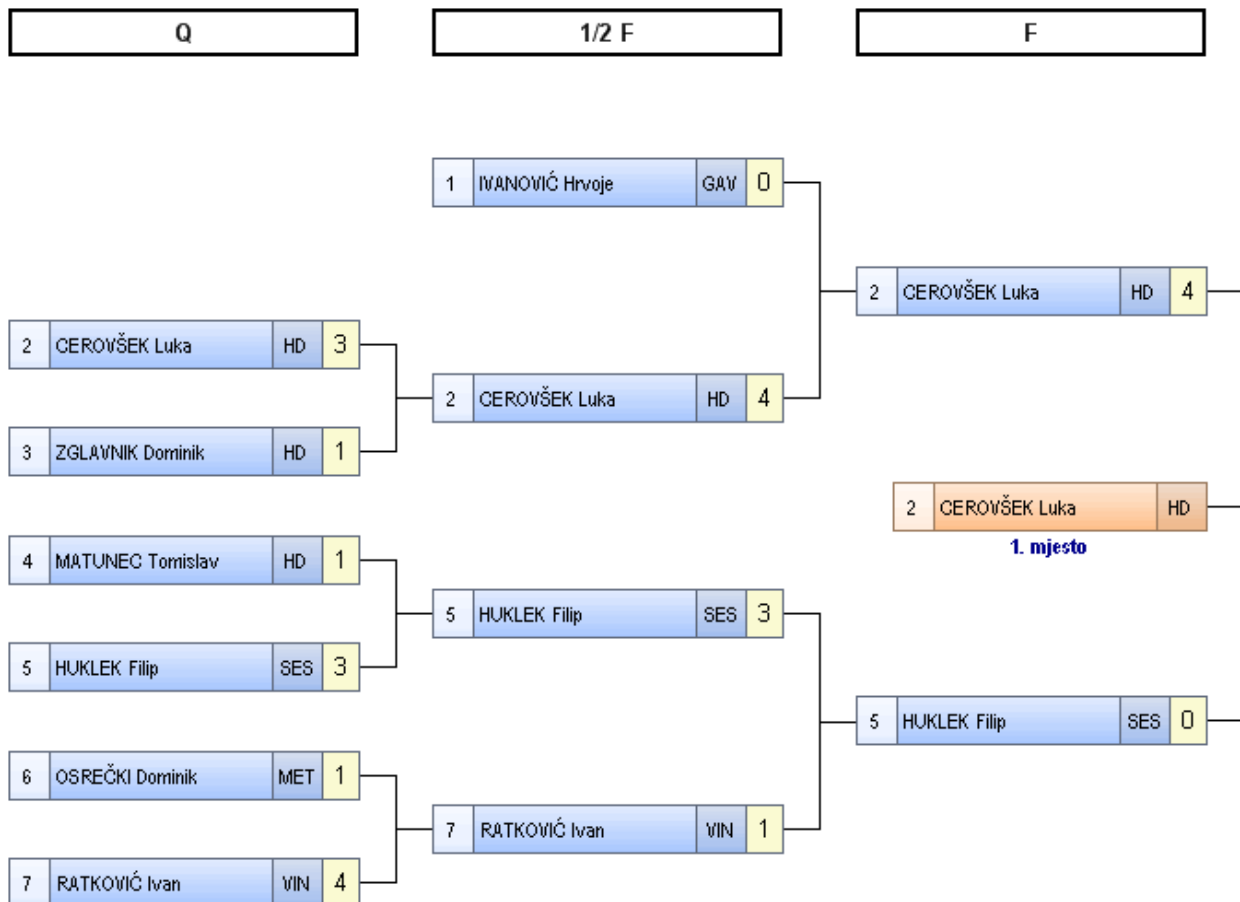 Q 1/2 F F
1 IVANOVIĆ Hrvoje GAV 0
2 CEROVŠEK Luka HD 4
2 CEROVŠEK Luka HD 3
2 CEROVŠEK Luka HD 4
3 ZGLAVNIK Dominik HD 1
2 CEROVŠEK Luka HD
1. mjesto
4 MATUNEC Tomislav HD 1
5 HUKLEK Filip SES 3
5 HUKLEK Filip SES 3
5 HUKLEK Filip SES 0
6 OSREČKI Dominik MET 1
7 RATKOVIĆ Ivan VIN 1
7 RATKOVIĆ Ivan VIN 4